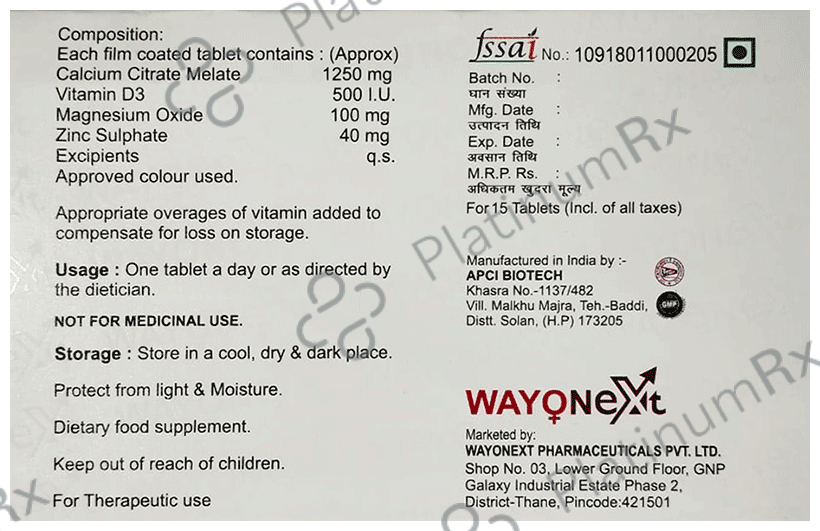 Composition:
Each film coated tablet contains : (Approx)
Calcium Citrate Melate 1250 mg
Vitamin D3 500 I.U.
Magnesium Oxide 100 mg
Zinc Sulphate 40 mg
Excipients q.s.
Approved colour used.
Appropriate overages of vitamin added to
compensate for loss on storage.
Usage : One tablet a day or as directed by
the dietician.
NOT FOR MEDICINAL USE.
Storage : Store in a cool, dry & dark place.
Protect from light & Moisture.
Dietary food supplement.
Keep out of reach of children.
For Therapeutic use
fssai No.: 10918011000205
Batch No. :
घान संख्या
Mfg. Date :
उत्पादन तिथि
Exp. Date :
अवसान तिथि
M.R.P. Rs. :
अधिकतम खुदरा मूल्य
For 15 Tablets (Incl. of all taxes)
Manufactured in India by :-
APCI BIOTECH
Khasra No.-1137/482
Vill. Malkhu Majra, Teh.-Baddi,
Distt. Solan, (H.P) 173205
GMP
WAYONEXt
Marketed by:
WAYONEXT PHARMACEUTICALS PVT. LTD.
Shop No. 03, Lower Ground Floor, GNP
Galaxy Industrial Estate Phase 2,
District-Thane, Pincode:421501
PlatinumRx
PlatinumRx
PlatinumRx
Rx